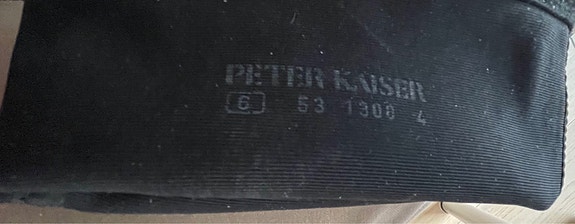 PETER KAISER
6 53 1308 4